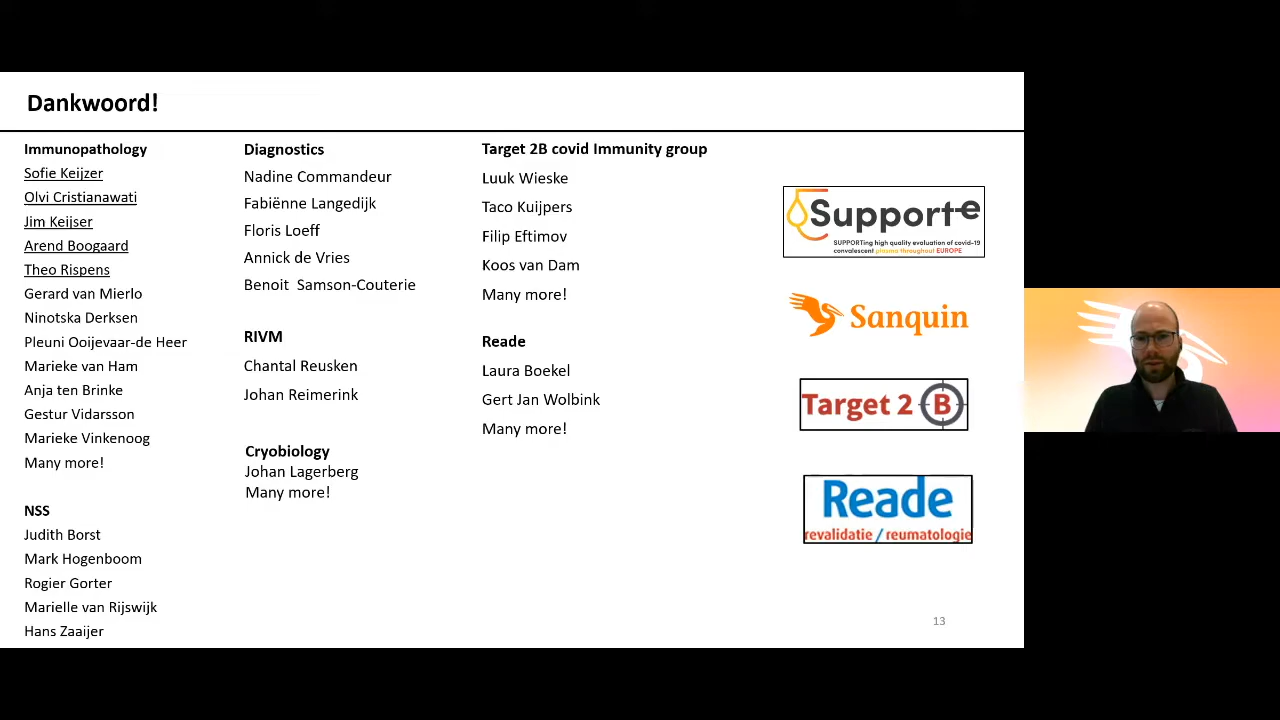 Dankwoord!
Immunopathology
Sofie Keijzer
Olvi Cristianawati
Jim Keijser
Arend Boogaard
Theo Rispens
Gerard van Mierlo
Ninotska Derksen
Pleuni Ooijevaar-de Heer
Marieke van Ham
Anja ten Brinke
Gestur Vidarsson
Marieke Vinkenoog
Many more!
NSS
Judith Borst
Mark Hogenboom
Rogier Gorter
Marielle van Rijswijk
Hans Zaaijer
Diagnostics
Nadine Commandeur
Fabiënne Langedijk
Floris Loeff
Annick de Vries
Benoit  Samson-Couterie
RIVM
Chantal Reusken
Johan Reimerink
Cryobiology
Johan Lagerberg
Many more!
Target 2B covid Immunity group
Luuk Wieske
Taco Kuijpers
Filip Eftimov
Koos van Dam
Many more!
Reade
Laura Boekel
Gert Jan Wolbink
Many more!
Support-e
SUPPORTing high quality evaluation of covid-19
convalescent plasma throughout EUROPE
Sanquin
Target 2 B
Reade
revalidatie / reumatologie
13